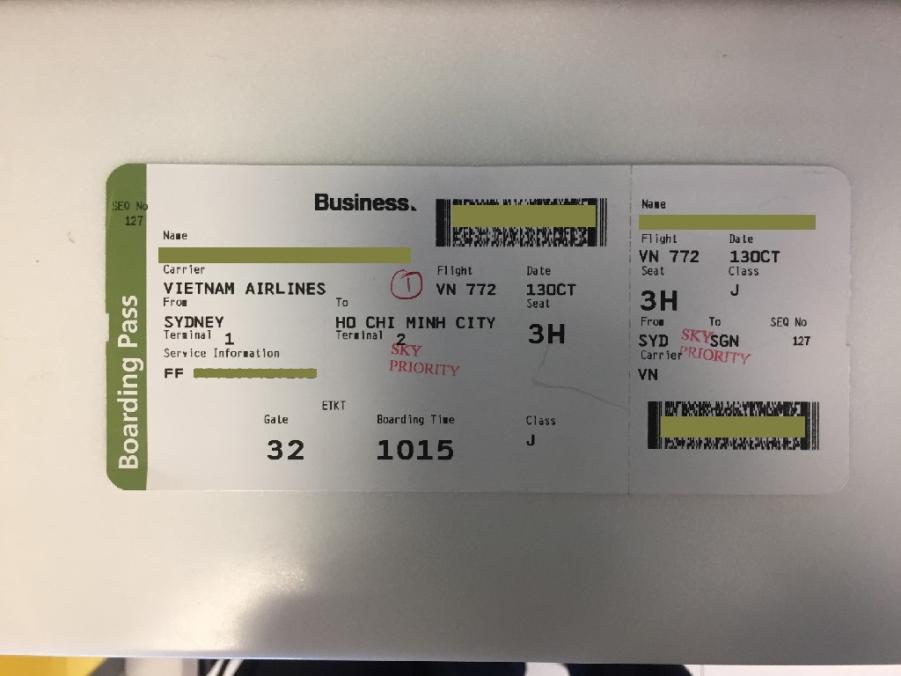 SEQ No
127
Boarding Pass
Business.
Name
Carrier
VIETNAM AIRLINES
Flight
VN 772
Date
13OCT
From
SYDNEY
Terminal 1
To
HO CHI MINH CITY
Terminal 2
Seat
3H
1
SKY
PRIORITY
Service Information
FF
ETKT
Gate
32
Boarding Time
1015
Class
J
Name
Flight
VN 772
Date
13OCT
Seat
3H
Class
J
From
SYD
To
SGN
SEQ No
127
SKY
PRIORITY
Carrier
VN